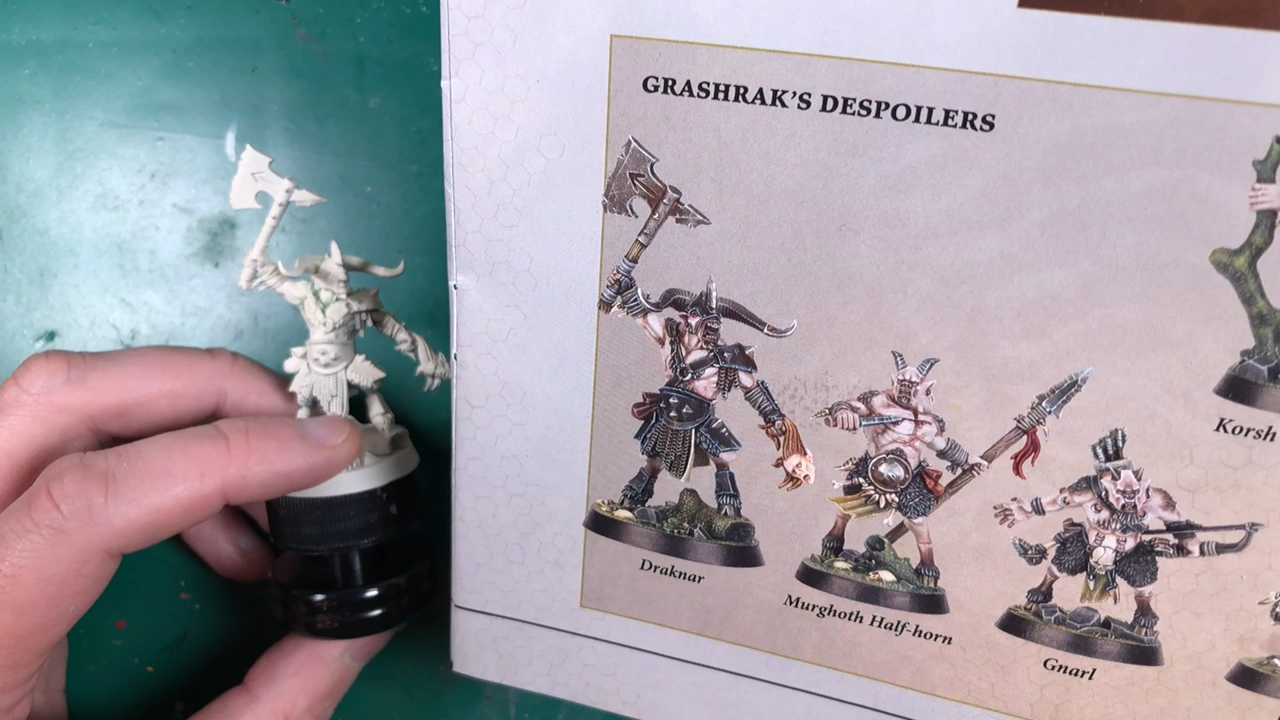 GRASHRAK'S DESPOILERS
Korsh
Draknar
Murghoth Half-horn
Gnarl